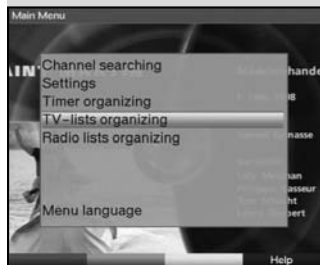 Main Menu
Channel searching
Settings
Timer organizing
TV-lists organizing
Radio lists organizing
Menu language
Help